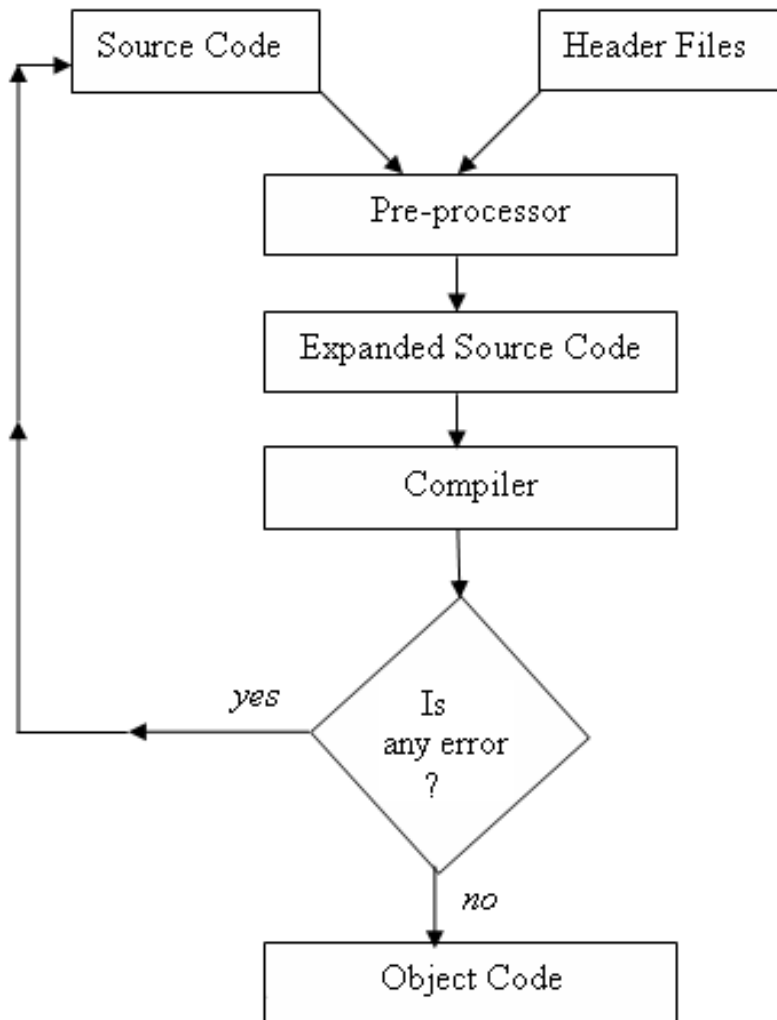 Source Code
Header Files
Pre-processor
Expanded Source Code
Compiler
yes
Is
any error
?
no
Object Code